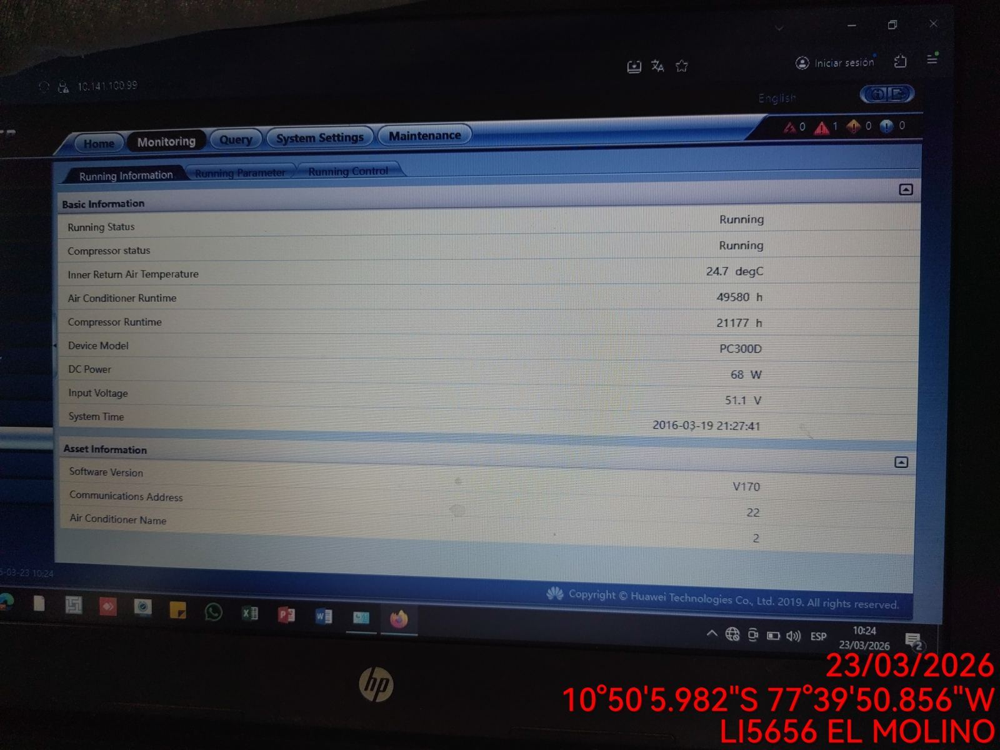 10.141.100.99
Iniciar sesión
English
Home Monitoring Query System Settings Maintenance
0 1 0 0
Running Information Running Parameter Running Control
Basic Information
Running Status Running
Compressor status Running
Inner Return Air Temperature 24.7 degC
Air Conditioner Runtime 49580 h
Compressor Runtime 21177 h
Device Model PC300D
DC Power 68 W
Input Voltage 51.1 V
System Time 2016-03-19 21:27:41
Asset Information
Software Version V170
Communications Address 22
Air Conditioner Name 2
-03-23 10:24
Copyright © Huawei Technologies Co., Ltd. 2019. All rights reserved.
ESP
10:24
23/03/2026
2
hp
23/03/2026
10°50'5.982"S 77°39'50.856"W
LI5656 EL MOLINO